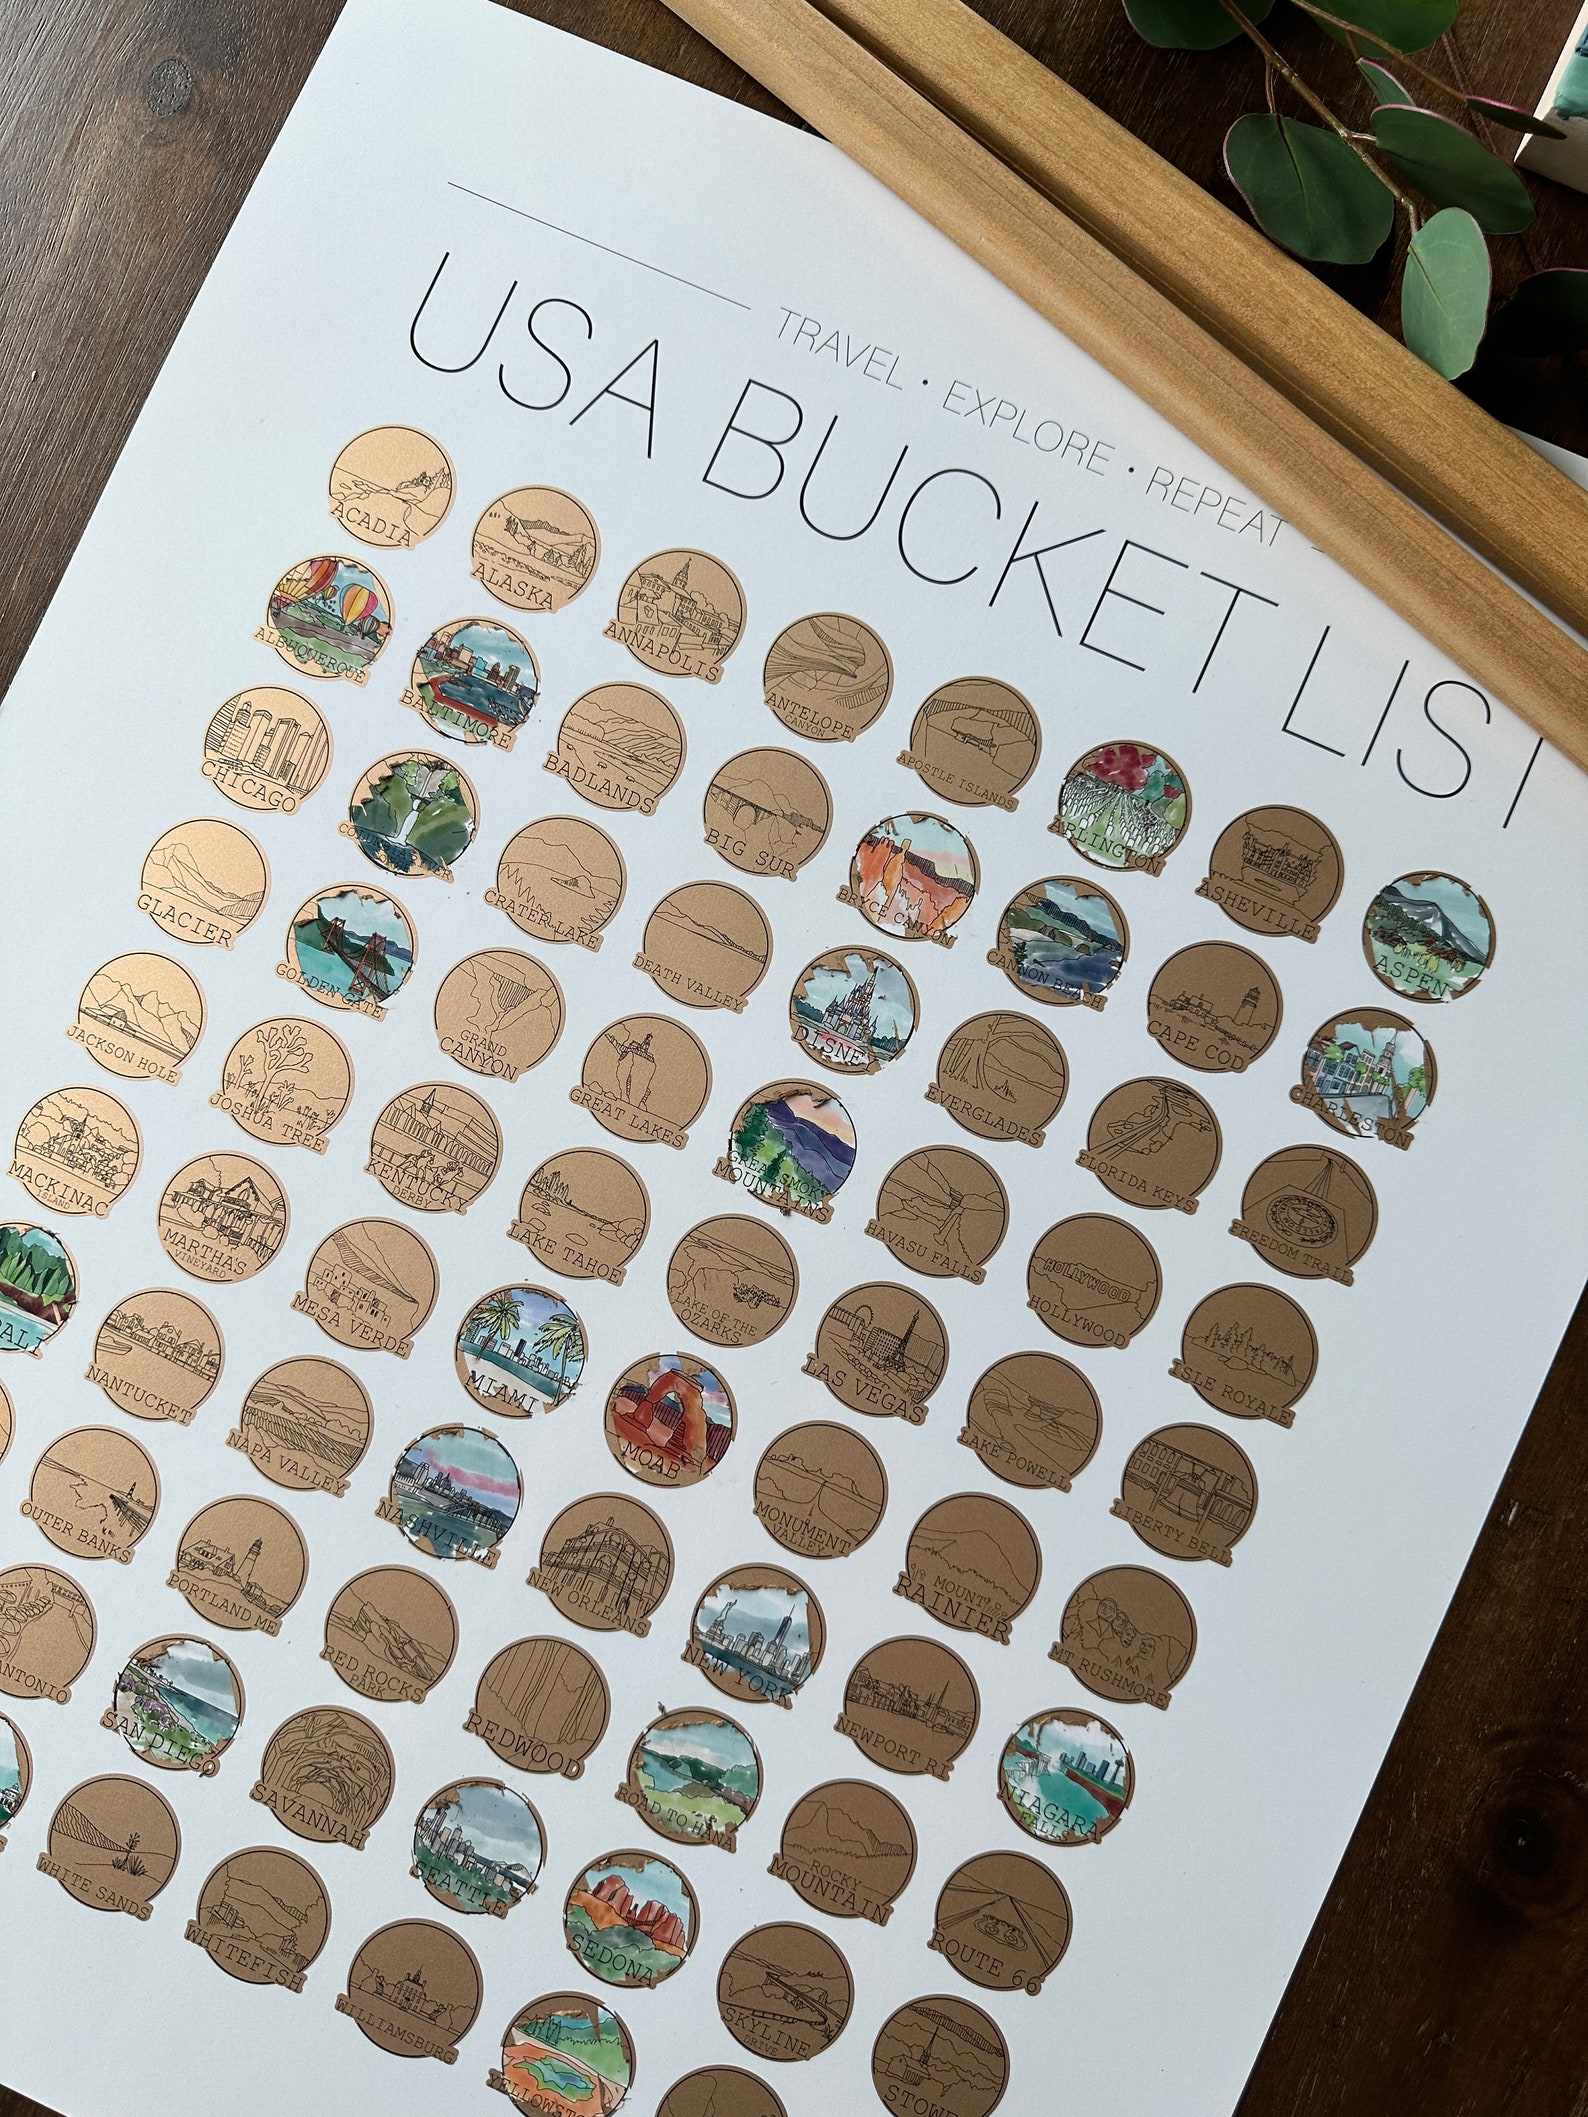 TRAVEL · EXPLORE · REPEAT
USA BUCKET LIST
ACADIA
ALASKA
ANNAPOLIS
ANTELOPE
CANYON
APOSTLE ISLANDS
ARLINGTON
ASHEVILLE
ASPEN
ALBUQUERQUE
BALTIMORE
BADLANDS
BIG SUR
BRYCE CANYON
CANNON BEACH
CAPE COD
CHARLESTON
CHICAGO
CRATER LAKE
DEATH VALLEY
DISNEY
EVERGLADES
FLORIDA KEYS
FREEDOM TRAIL
GLACIER
GOLDEN GATE
GRAND
CANYON
GREAT LAKES
GREAT SMOKY
MOUNTAINS
HAVASU FALLS
HOLLYWOOD
HOLLYWOOD
ISLE ROYALE
JACKSON HOLE
JOSHUA TREE
KENTUCKY
DERBY
LAKE TAHOE
LAKE OF THE
OZARKS
LAS VEGAS
LAKE POWELL
LIBERTY BELL
MACKINAC
ISLAND
MARTHA'S
VINEYARD
MESA VERDE
MIAMI
MOAB
MONUMENT
VALLEY
MOUNT
RAINIER
MT RUSHMORE
PALI
NANTUCKET
NAPA VALLEY
NASHVILLE
NEW ORLEANS
NEW YORK
NEWPORT RI
NIAGARA
FALLS
OUTER BANKS
PORTLAND ME
RED ROCKS
PARK
REDWOOD
ROAD TO HANA
ROCKY
MOUNTAIN
ROUTE 66
ANTONIO
SAN DIEGO
SAVANNAH
SEATTLE
SEDONA
SKYLINE
DRIVE
STOWE
WHITE SANDS
WHITEFISH
WILLIAMSBURG
YELLOWSTO